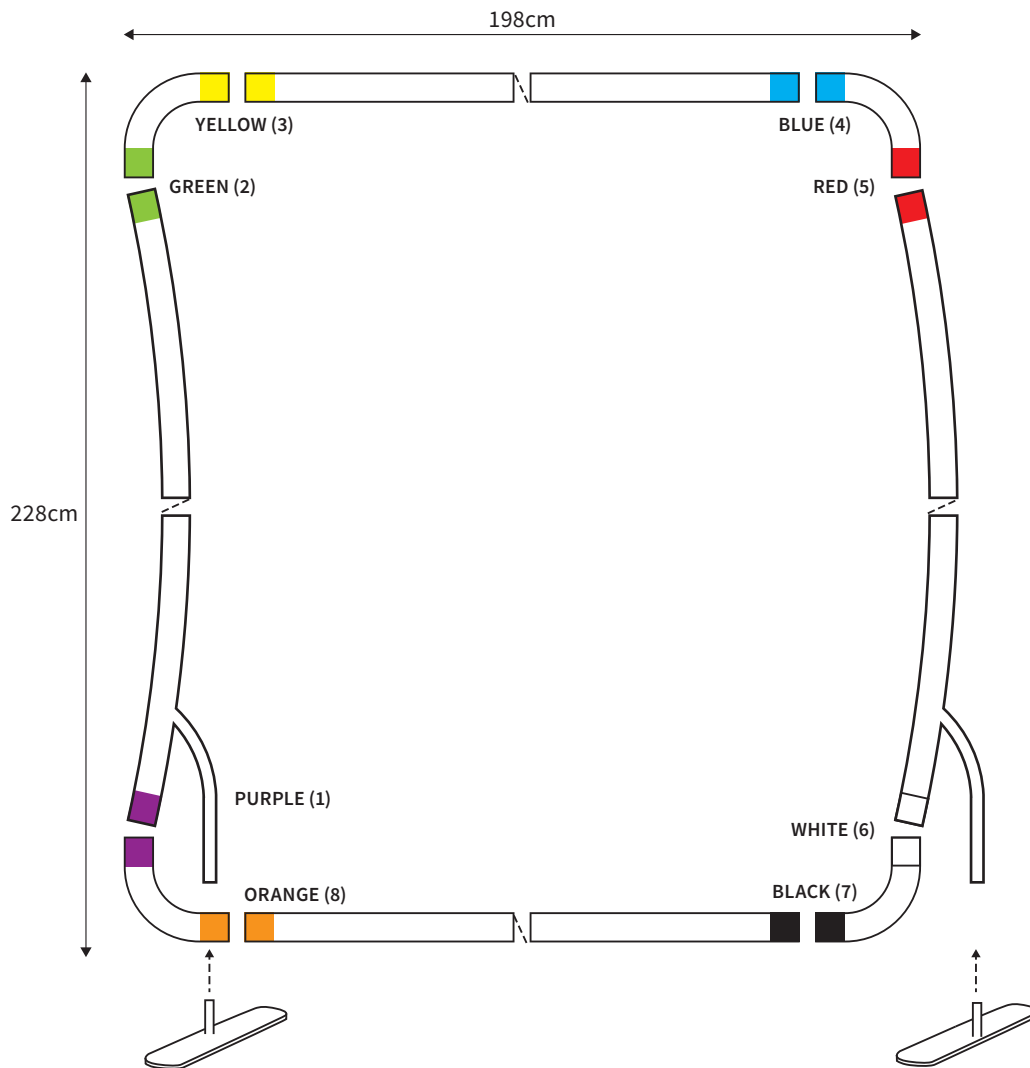 198cm
YELLOW (3)
BLUE (4)
GREEN (2)
RED (5)
228cm
PURPLE (1)
WHITE (6)
ORANGE (8)
BLACK (7)